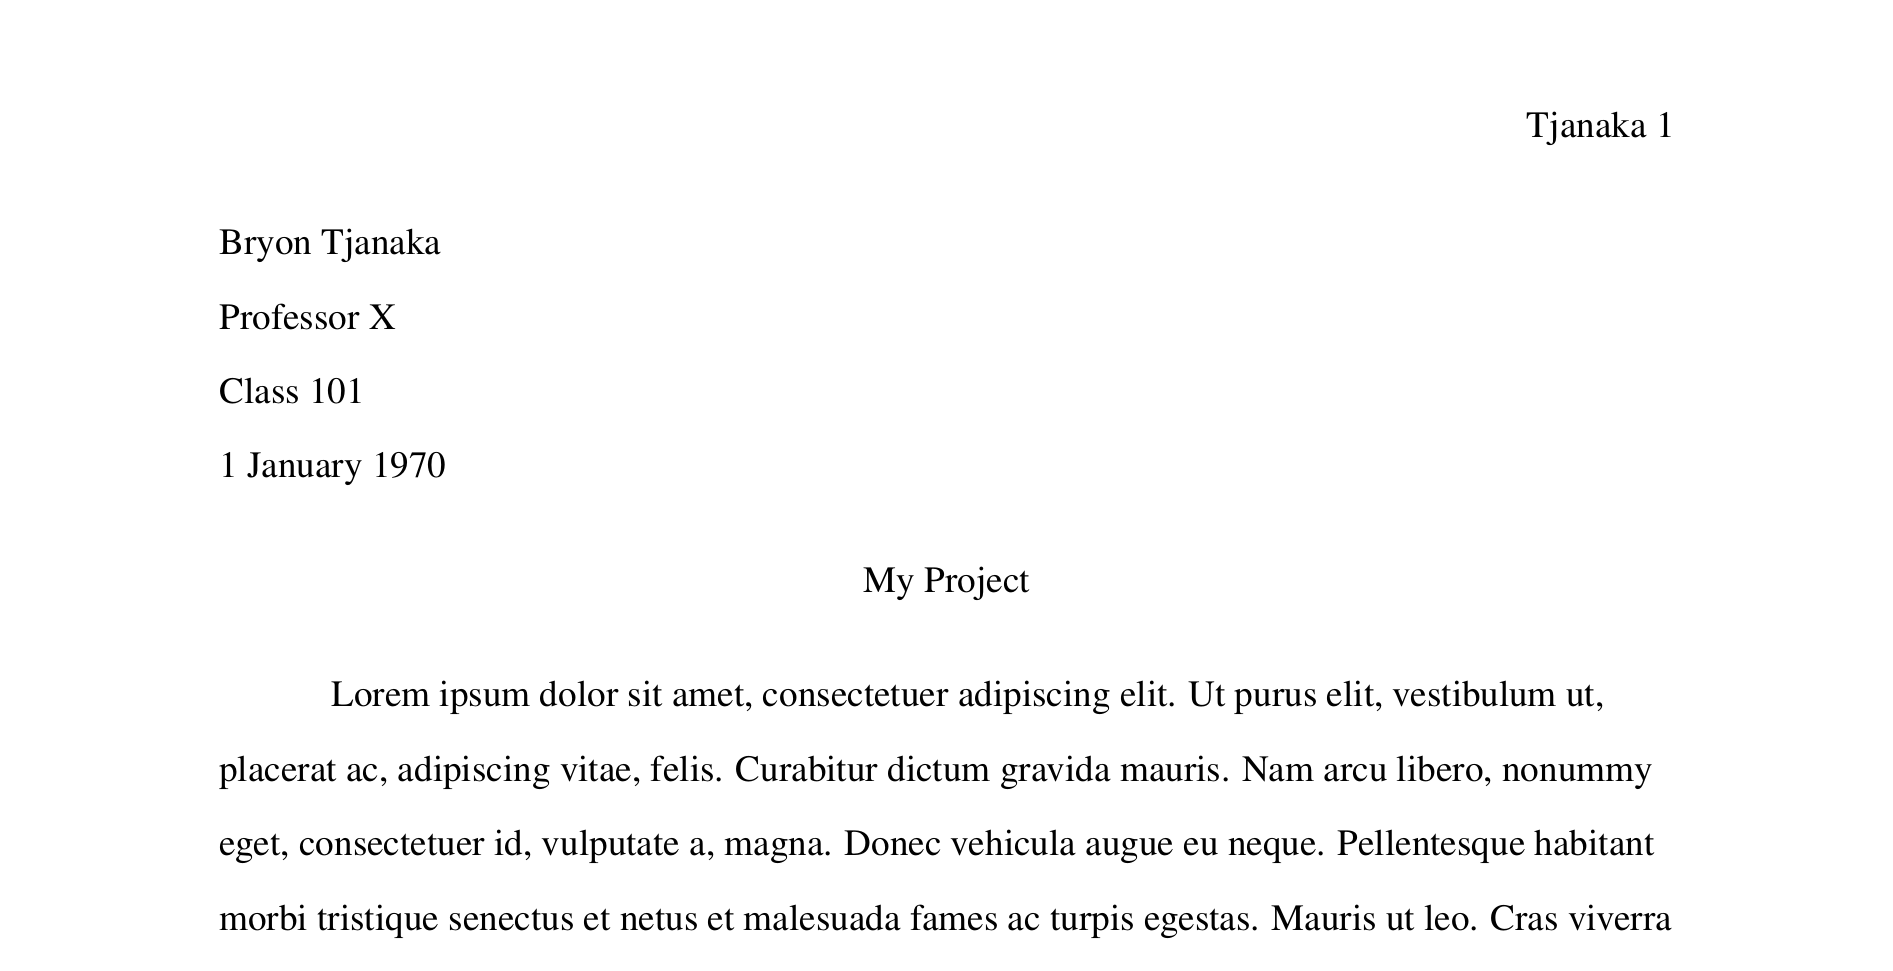 Tjanaka 1
Bryon Tjanaka
Professor X
Class 101
1 January 1970
My Project
Lorem ipsum dolor sit amet, consectetuer adipiscing elit. Ut purus elit, vestibulum ut,
placerat ac, adipiscing vitae, felis. Curabitur dictum gravida mauris. Nam arcu libero, nonummy
eget, consectetuer id, vulputate a, magna. Donec vehicula augue eu neque. Pellentesque habitant
morbi tristique senectus et netus et malesuada fames ac turpis egestas. Mauris ut leo. Cras viverra